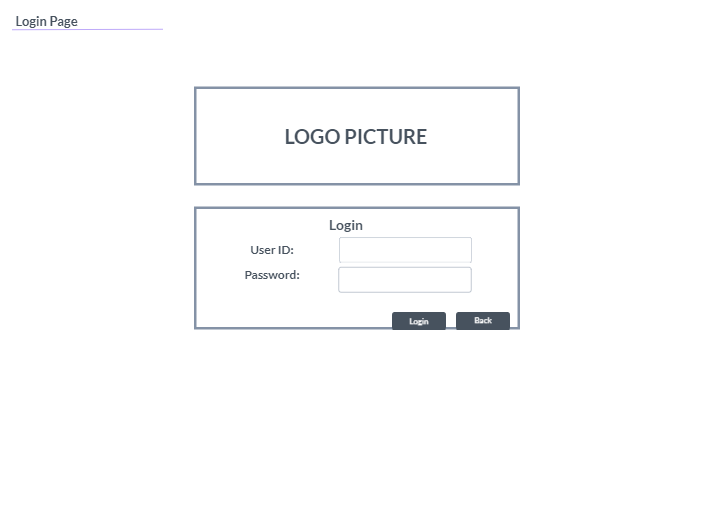 Login Page
LOGO PICTURE
Login
User ID:
Password:
Login Back